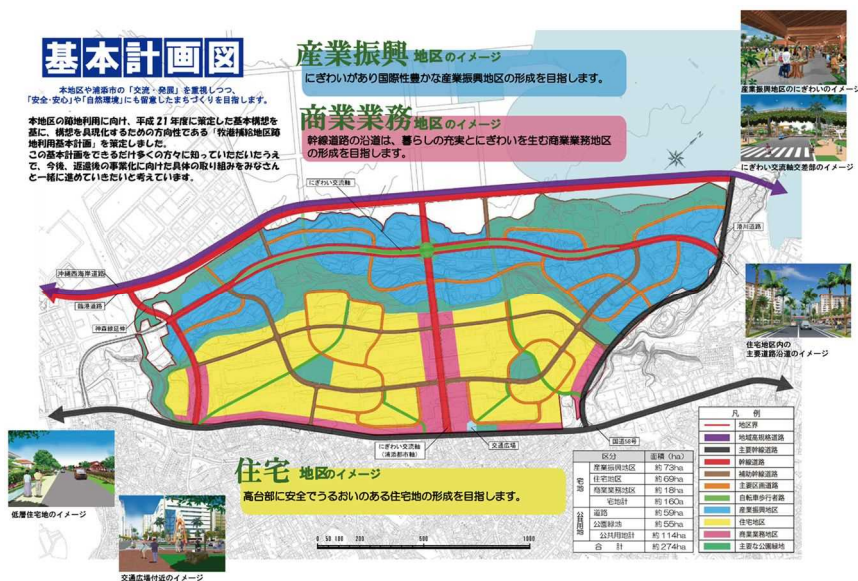 基本計画図
本地区や浦添市の「交流・発展」を重視しつつ、
「安全・安心」や「自然環境」にも留意したまちづくりを目指します。
本地区の跡地利用に向け、平成21年度に策定した基本構想を
基に、構想を具現化するための方向性である「牧港補給地区跡
地利用基本計画」を策定しました。
この基本計画をできるだけ多くの方々に知っていただいたうえ
で、今後、返還後の事業化に向けた具体の取り組みをみなさん
と一緒に進めていきたいと考えています。
産業振興 地区のイメージ
にぎわいがあり国際性豊かな産業振興地区の形成を目指します。
商業業務 地区のイメージ
幹線道路の沿道は、暮らしの充実とにぎわいを生む商業業務地区
の形成を目指します。
産業振興地区のにぎわいのイメージ
にぎわい交流軸交差部のイメージ
にぎわい交流軸
港川道路
沖縄西海岸道路
臨港道路
神森線延伸
住宅地区内の
主要道路沿道のイメージ
にぎわい交流軸
(浦添都市軸)
交通広場
国道58号
低層住宅地のイメージ
交通広場付近のイメージ
住宅 地区のイメージ
高台部に安全でうるおいのある住宅地の形成を目指します。
0 50 100 200 500 1000
区分 面積(ha)
宅地
産業振興地区 約73ha
住宅地区 約69ha
商業業務地区 約18ha
宅地計 約160a
公共用地
道路 約59ha
公園緑地 約55ha
公共用地計 約114ha
合 計 約274ha
凡 例
地区界
地域高規格道路
主要幹線道路
幹線道路
補助幹線道路
主要区画道路
自転車歩行者路
産業振興地区
住宅地区
商業業務地区
主要な公園緑地